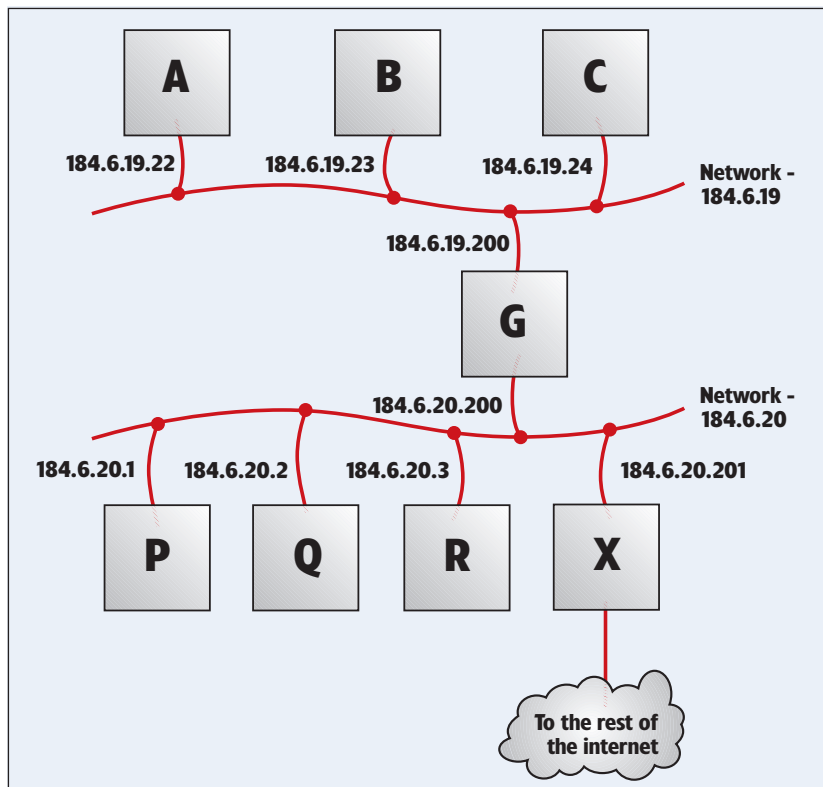 A
B
C
184.6.19.22
184.6.19.23
184.6.19.24
Network -
184.6.19
184.6.19.200
G
Network -
184.6.20
184.6.20.200
184.6.20.1
184.6.20.2
184.6.20.3
184.6.20.201
P
Q
R
X
To the rest of
the internet